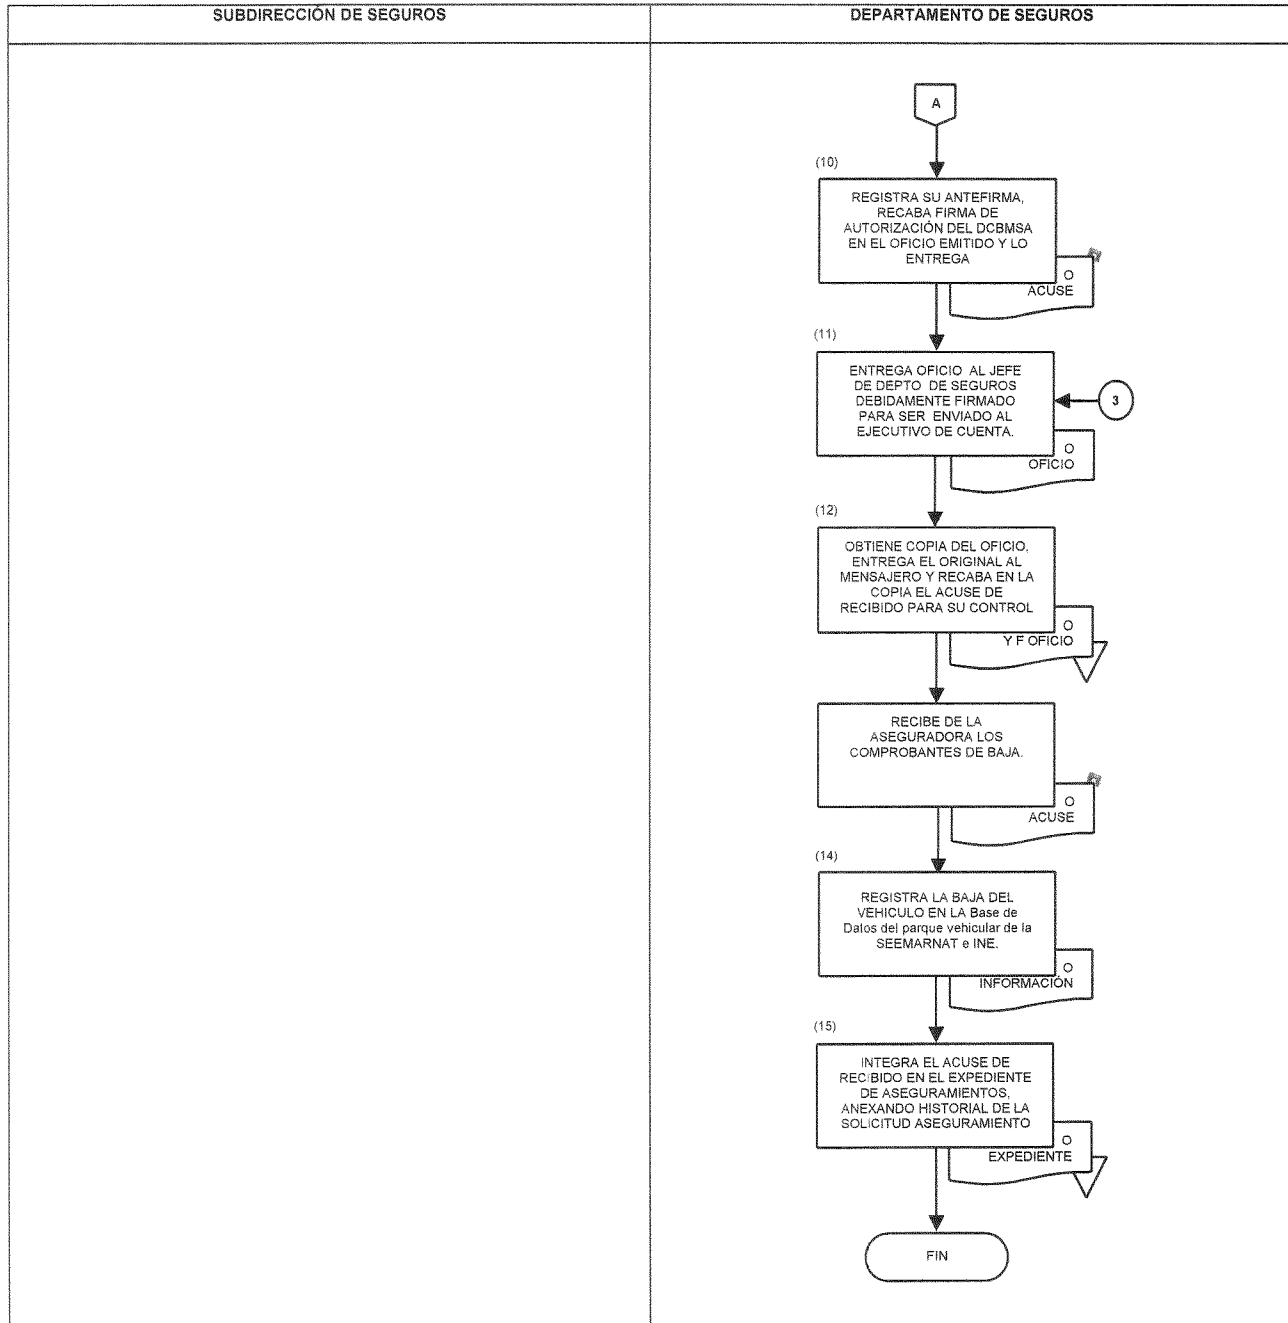 SUBDIRECCIÓN DE SEGUROS
DEPARTAMENTO DE SEGUROS
A
(10)
REGISTRA SU ANTEFIRMA,
RECABA FIRMA DE
AUTORIZACIÓN DEL DCBMSA
EN EL OFICIO EMITIDO Y LO
ENTREGA
O
ACUSE
(11)
ENTREGA OFICIO AL JEFE
DE DEPTO DE SEGUROS
DEBIDAMENTE FIRMADO
PARA SER ENVIADO AL
EJECUTIVO DE CUENTA.
3
O
OFICIO
(12)
OBTIENE COPIA DEL OFICIO,
ENTREGA EL ORIGINAL AL
MENSAJERO Y RECABA EN LA
COPIA EL ACUSE DE
RECIBIDO PARA SU CONTROL
O
Y F OFICIO
RECIBE DE LA
ASEGURADORA LOS
COMPROBANTES DE BAJA.
O
ACUSE
(14)
REGISTRA LA BAJA DEL
VEHICULO EN LA Base de
Datos del parque vehicular de la
SEEMARNAT e INE.
O
INFORMACIÓN
(15)
INTEGRA EL ACUSE DE
RECIBIDO EN EL EXPEDIENTE
DE ASEGURAMIENTOS,
ANEXANDO HISTORIAL DE LA
SOLICITUD ASEGURAMIENTO
O
EXPEDIENTE
FIN